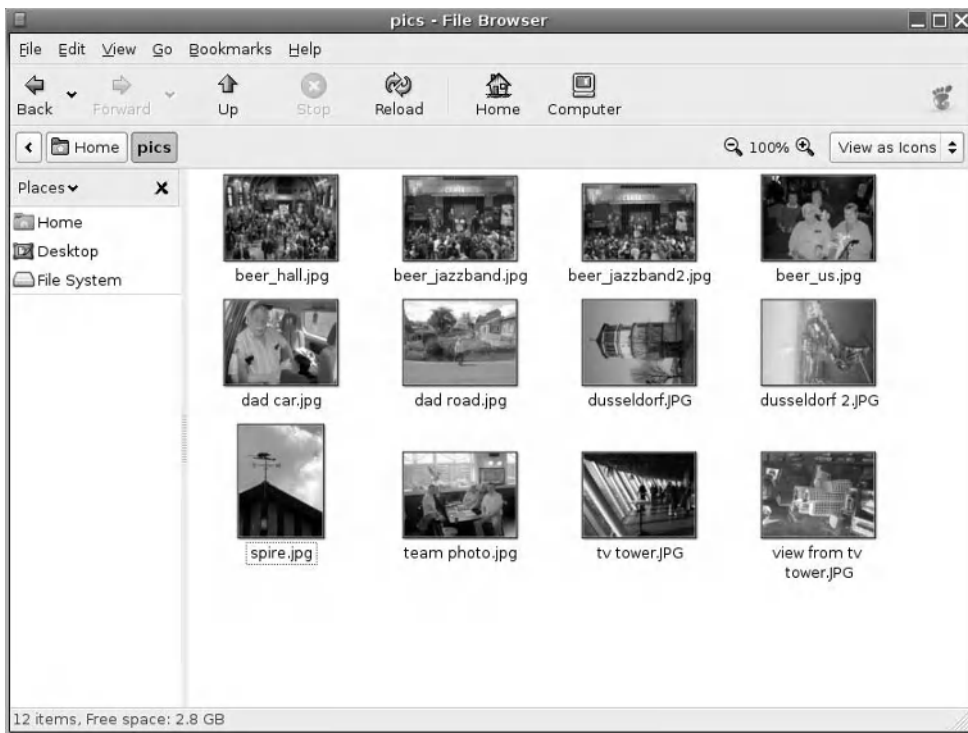 pics - File Browser
File Edit View Go Bookmarks Help
Back Forward Up Stop Reload Home Computer
Home pics 100% View as Icons
Places
Home
Desktop
File System
beer_hall.jpg beer_jazzband.jpg beer_jazzband2.jpg beer_us.jpg
dad car.jpg dad road.jpg dusseldorf.JPG dusseldorf 2.JPG
spire.jpg team photo.jpg tv tower.JPG view from tv
tower.JPG
12 items, Free space: 2.8 GB